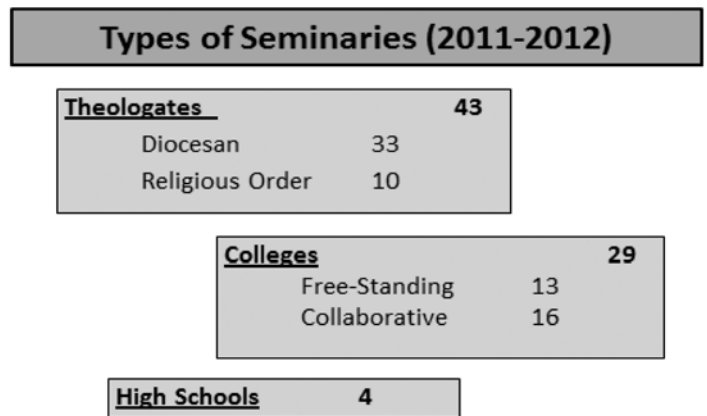 Types of Seminaries (2011-2012)
Theologates 43
Diocesan 33
Religious Order 10
Colleges 29
Free-Standing 13
Collaborative 16
High Schools 4